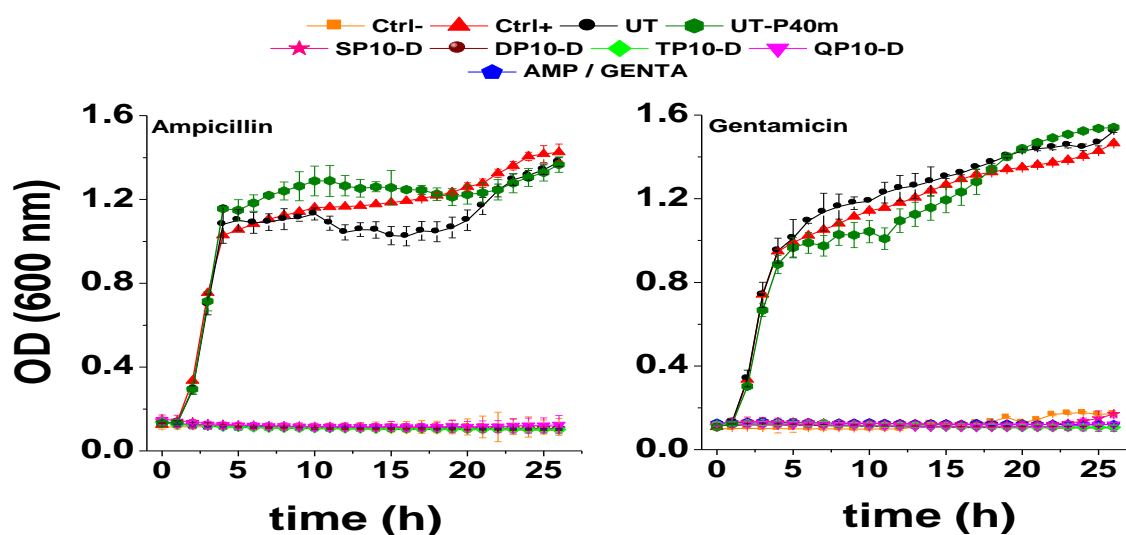 Ctrl- Ctrl+ UT UT-P40m
SP10-D DP10-D TP10-D QP10-D
AMP / GENTA
Ampicillin
OD (600 nm)
1.6
1.2
0.8
0.4
0.0
0 5 10 15 20 25
time (h)
Gentamicin
1.6
1.2
0.8
0.4
0.0
0 5 10 15 20 25
time (h)